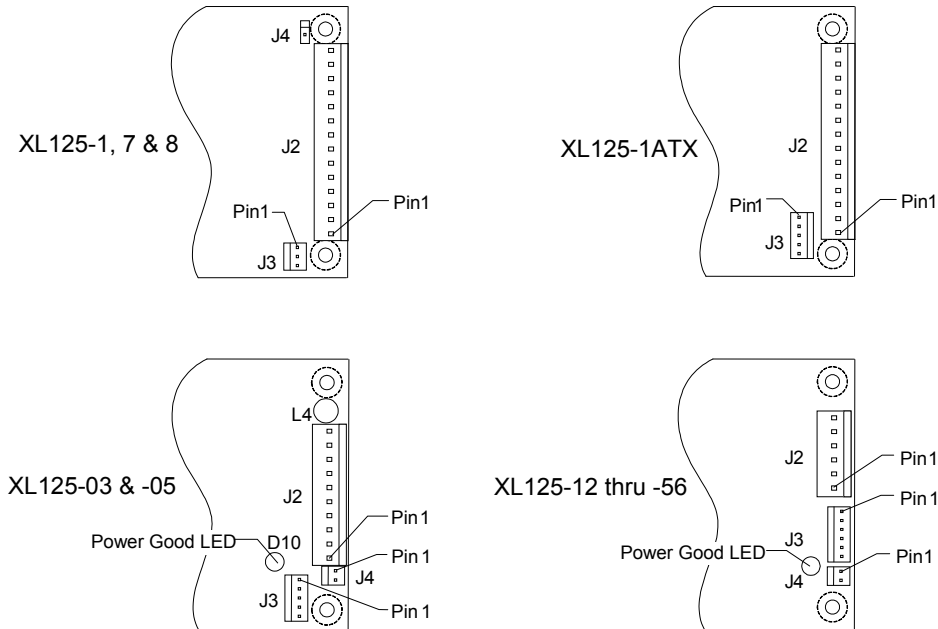 J4
XL125-1, 7 & 8
J2
Pin1
Pin1
J3
XL125-1ATX
J2
Pin1
Pin1
J3
L4
XL125-03 & -05
J2
Pin 1
Power Good LED
D10
Pin 1
J4
J3
Pin 1
J2
Pin1
XL125-12 thru -56
Pin1
J3
Power Good LED
Pin1
J4